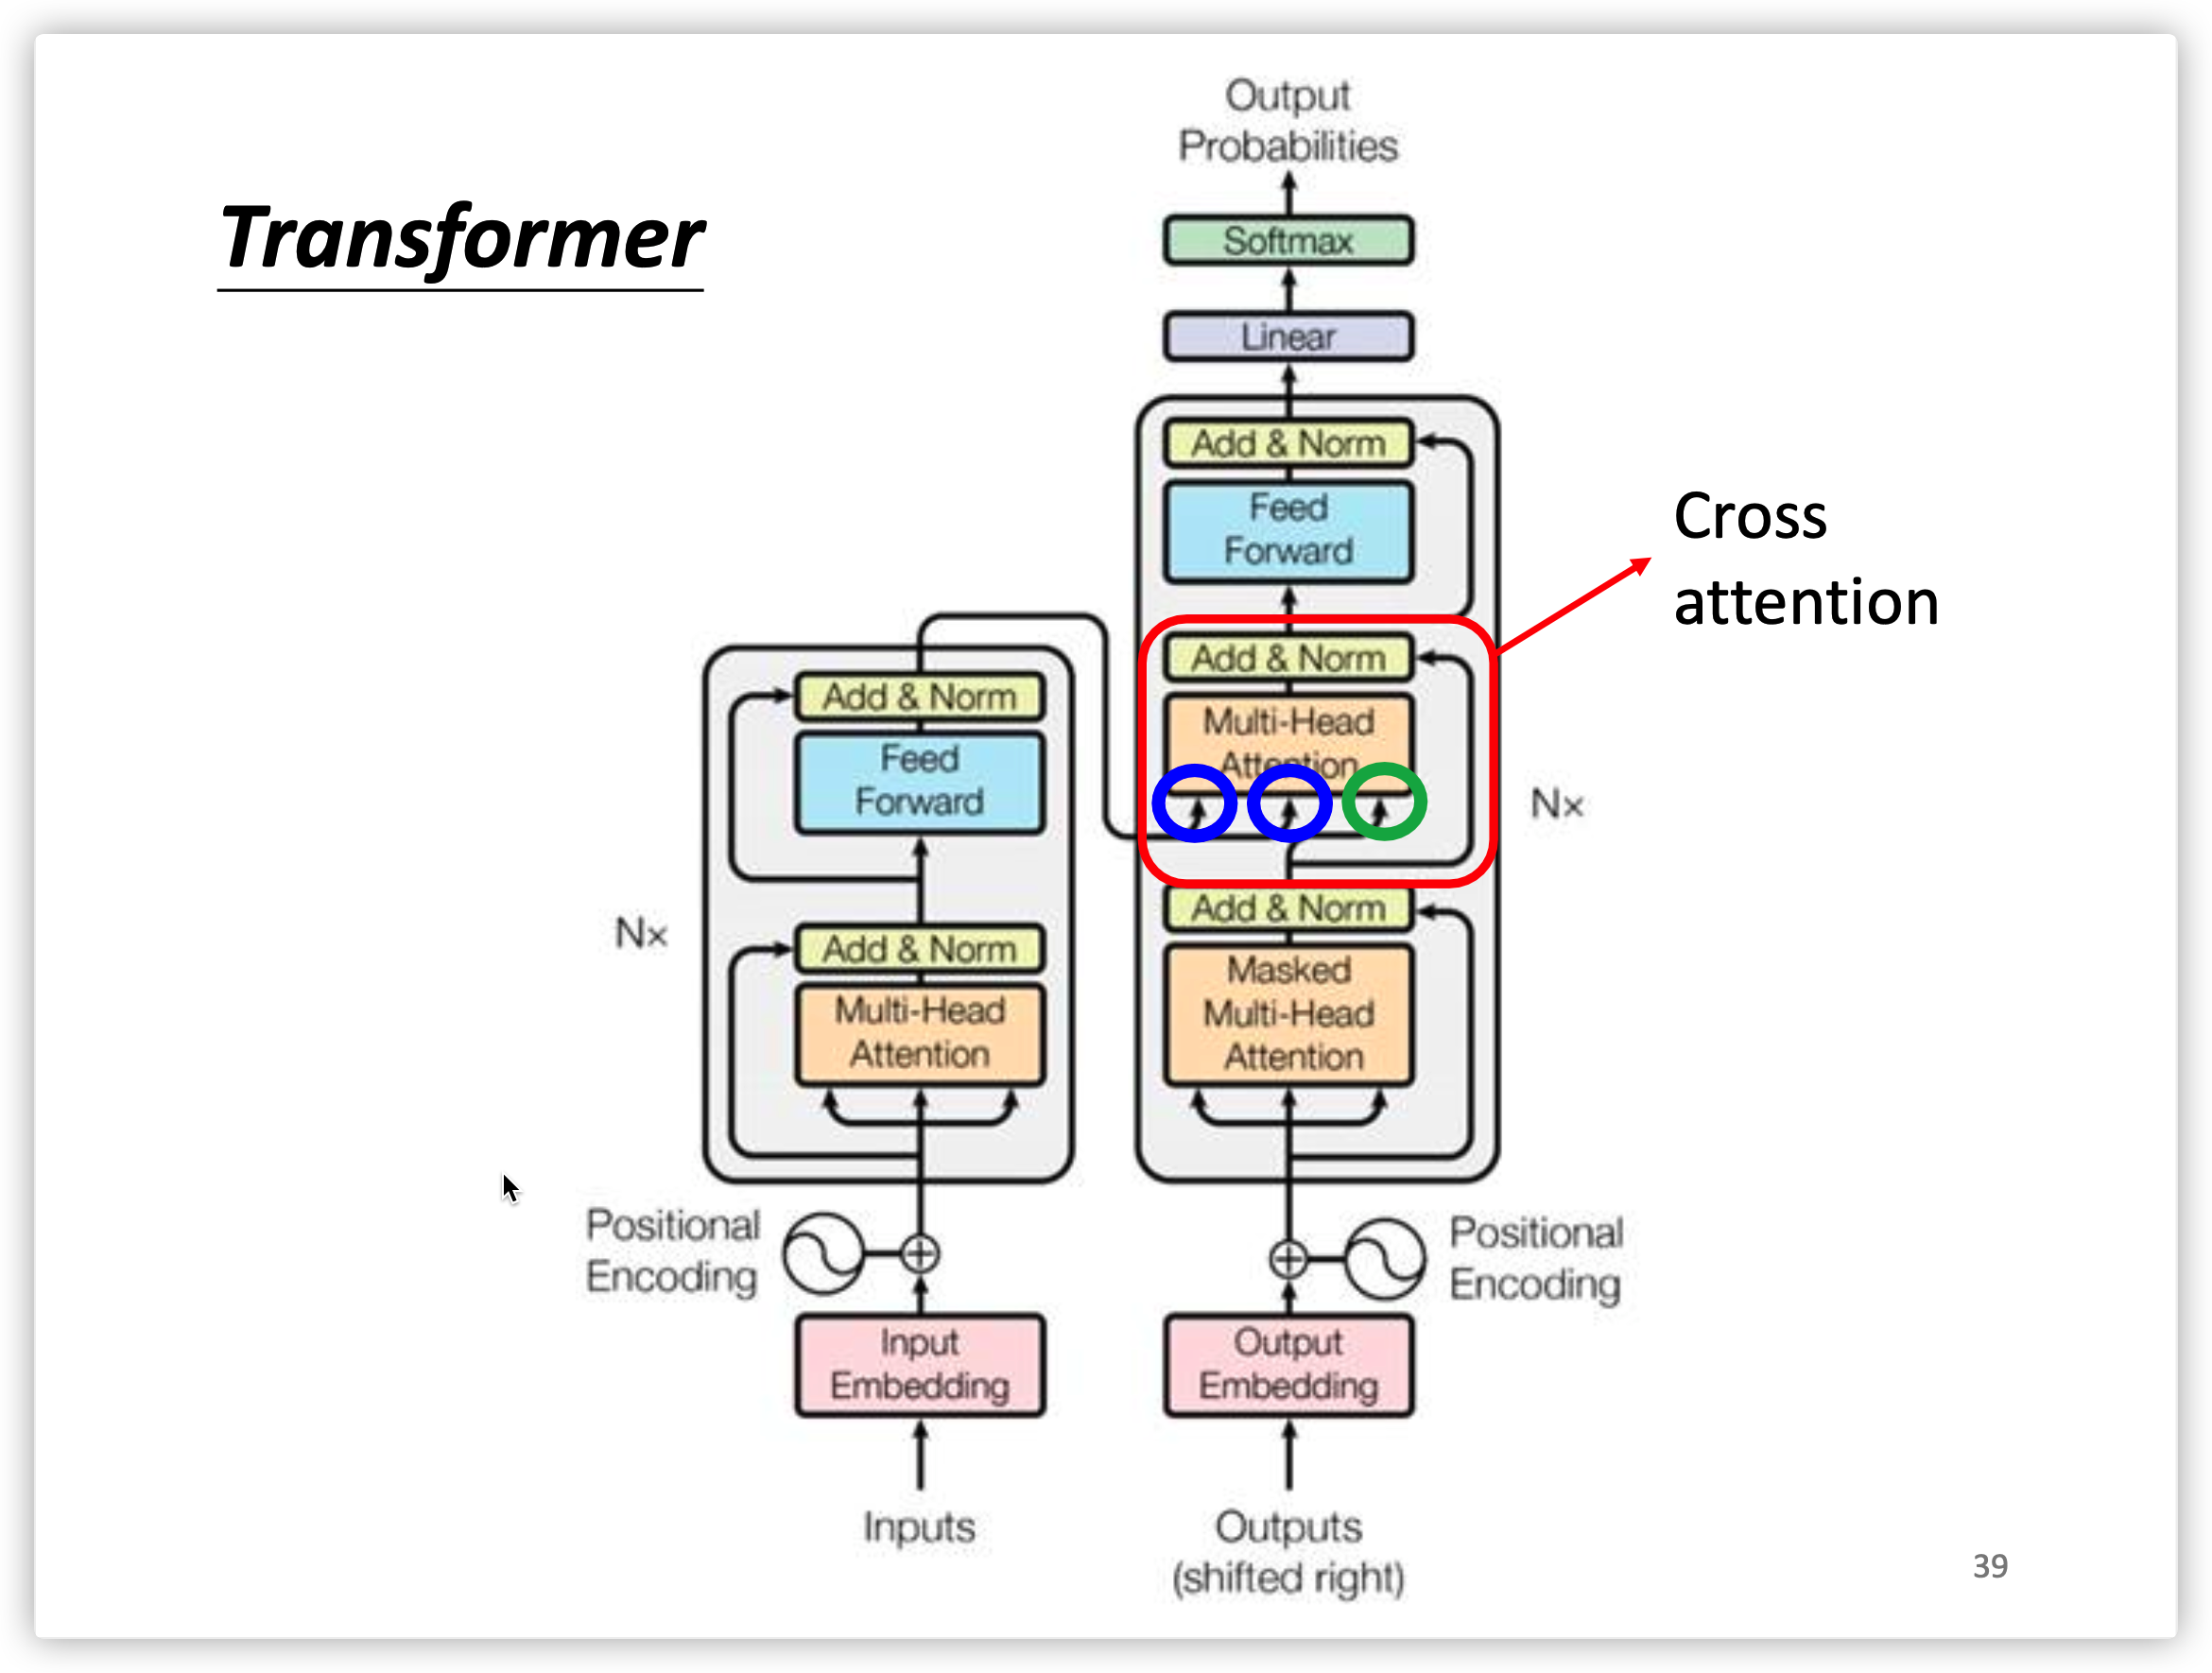 Transformer
Output
Probabilities
Softmax
Linear
Add & Norm
Feed
Forward
Cross
attention
Add & Norm
Multi-Head
Attention
Nx
Add & Norm
Masked
Multi-Head
Attention
Add & Norm
Feed
Forward
Nx
Add & Norm
Multi-Head
Attention
Positional
Encoding
Positional
Encoding
Input
Embedding
Output
Embedding
Inputs
Outputs
(shifted right)
39